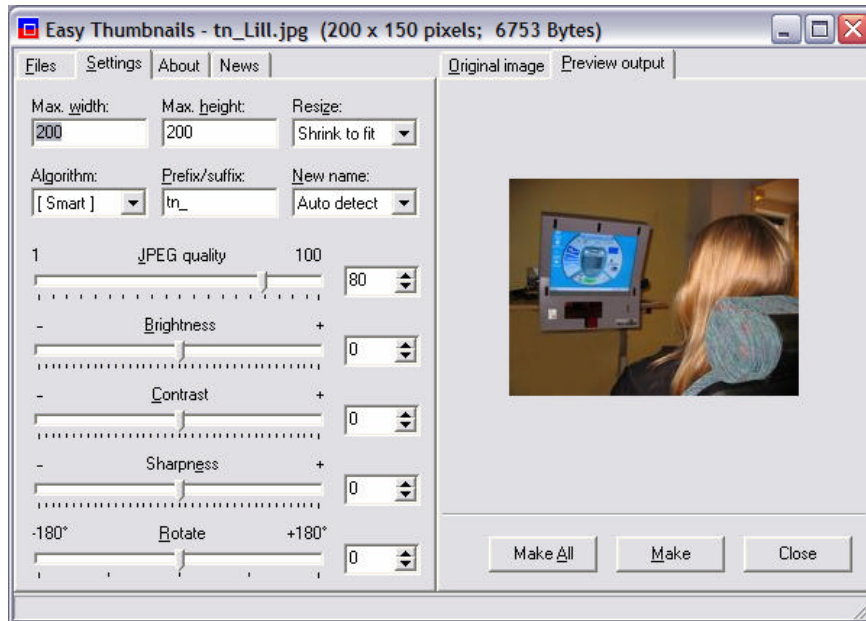 Easy Thumbnails - tn_Lill.jpg (200 x 150 pixels; 6753 Bytes)
Files Settings About News
Original image Preview output
Max. width: Max. height: Resize:
200 200 Shrink to fit
Algorithm: Prefix/suffix: New name:
[ Smart ] tn_ Auto detect
1 JPEG quality 100
80
- Brightness +
0
- Contrast +
0
- Sharpness +
0
-180° Rotate +180°
0
Make All Make Close